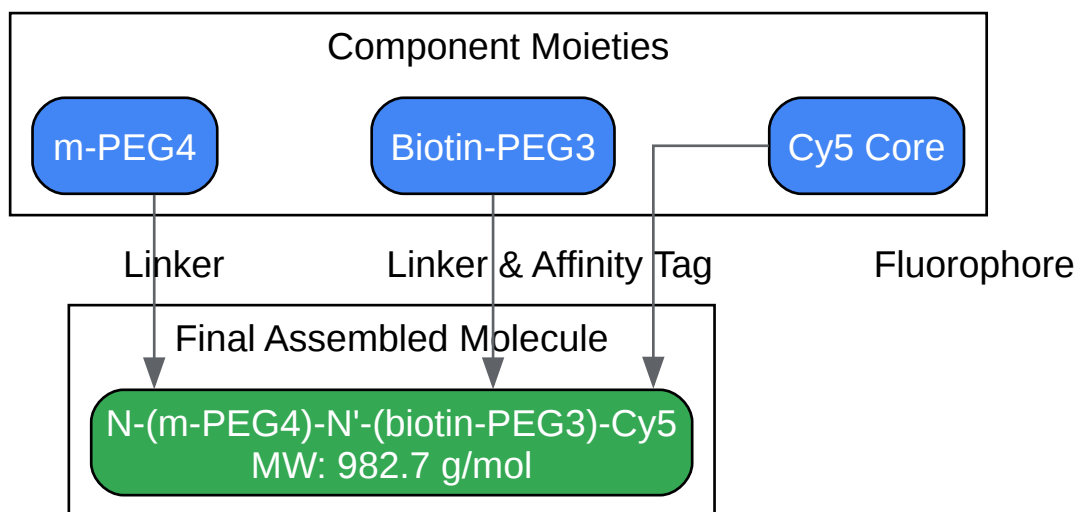 Component Moieties
m-PEG4
Biotin-PEG3
Cy5 Core
Linker
Linker & Affinity Tag
Fluorophore
Final Assembled Molecule
N-(m-PEG4)-N'-(biotin-PEG3)-Cy5
MW: 982.7 g/mol